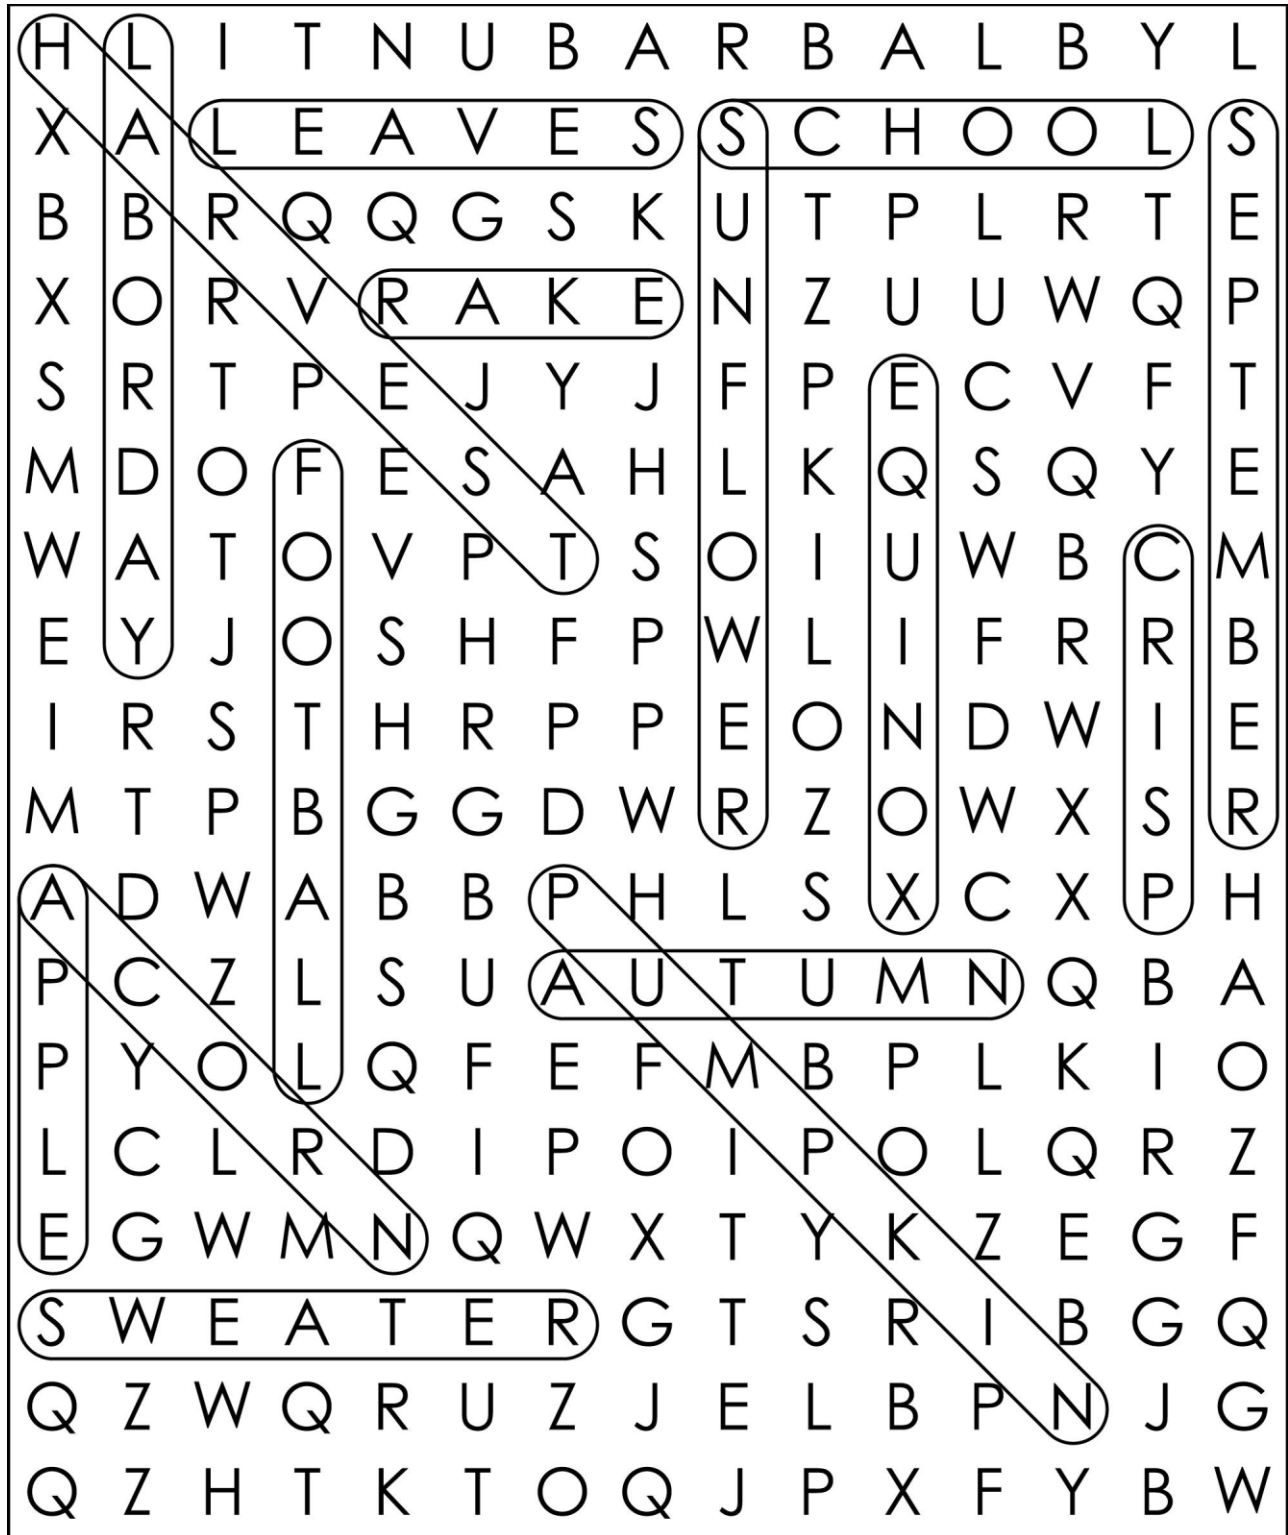 H L I T N U B A R B A L B Y L
X A L E A V E S S C H O O L S
B B R Q Q G S K U T P L R T E
X O R V R A K E N Z U U W Q P
S R T P E J Y J F P E C V F T
M D O F E S A H L K Q S Q Y E
W A T O V P T S O I U W B C M
E Y J O S H F P W L I F R R B
I R S T H R P P E O N D W I E
M T P B G G D W R Z O W X S R
A D W A B B P H L S X C X P H
P C Z L S U A U T U M N Q B A
P Y O L Q F E F M B P L K I O
L C L R D I P O I P O L Q R Z
E G W M N Q W X T Y K Z E G F
S W E A T E R G T S R I B G Q
Q Z W Q R U Z J E L B P N J G
Q Z H T K T O Q J P X F Y B W